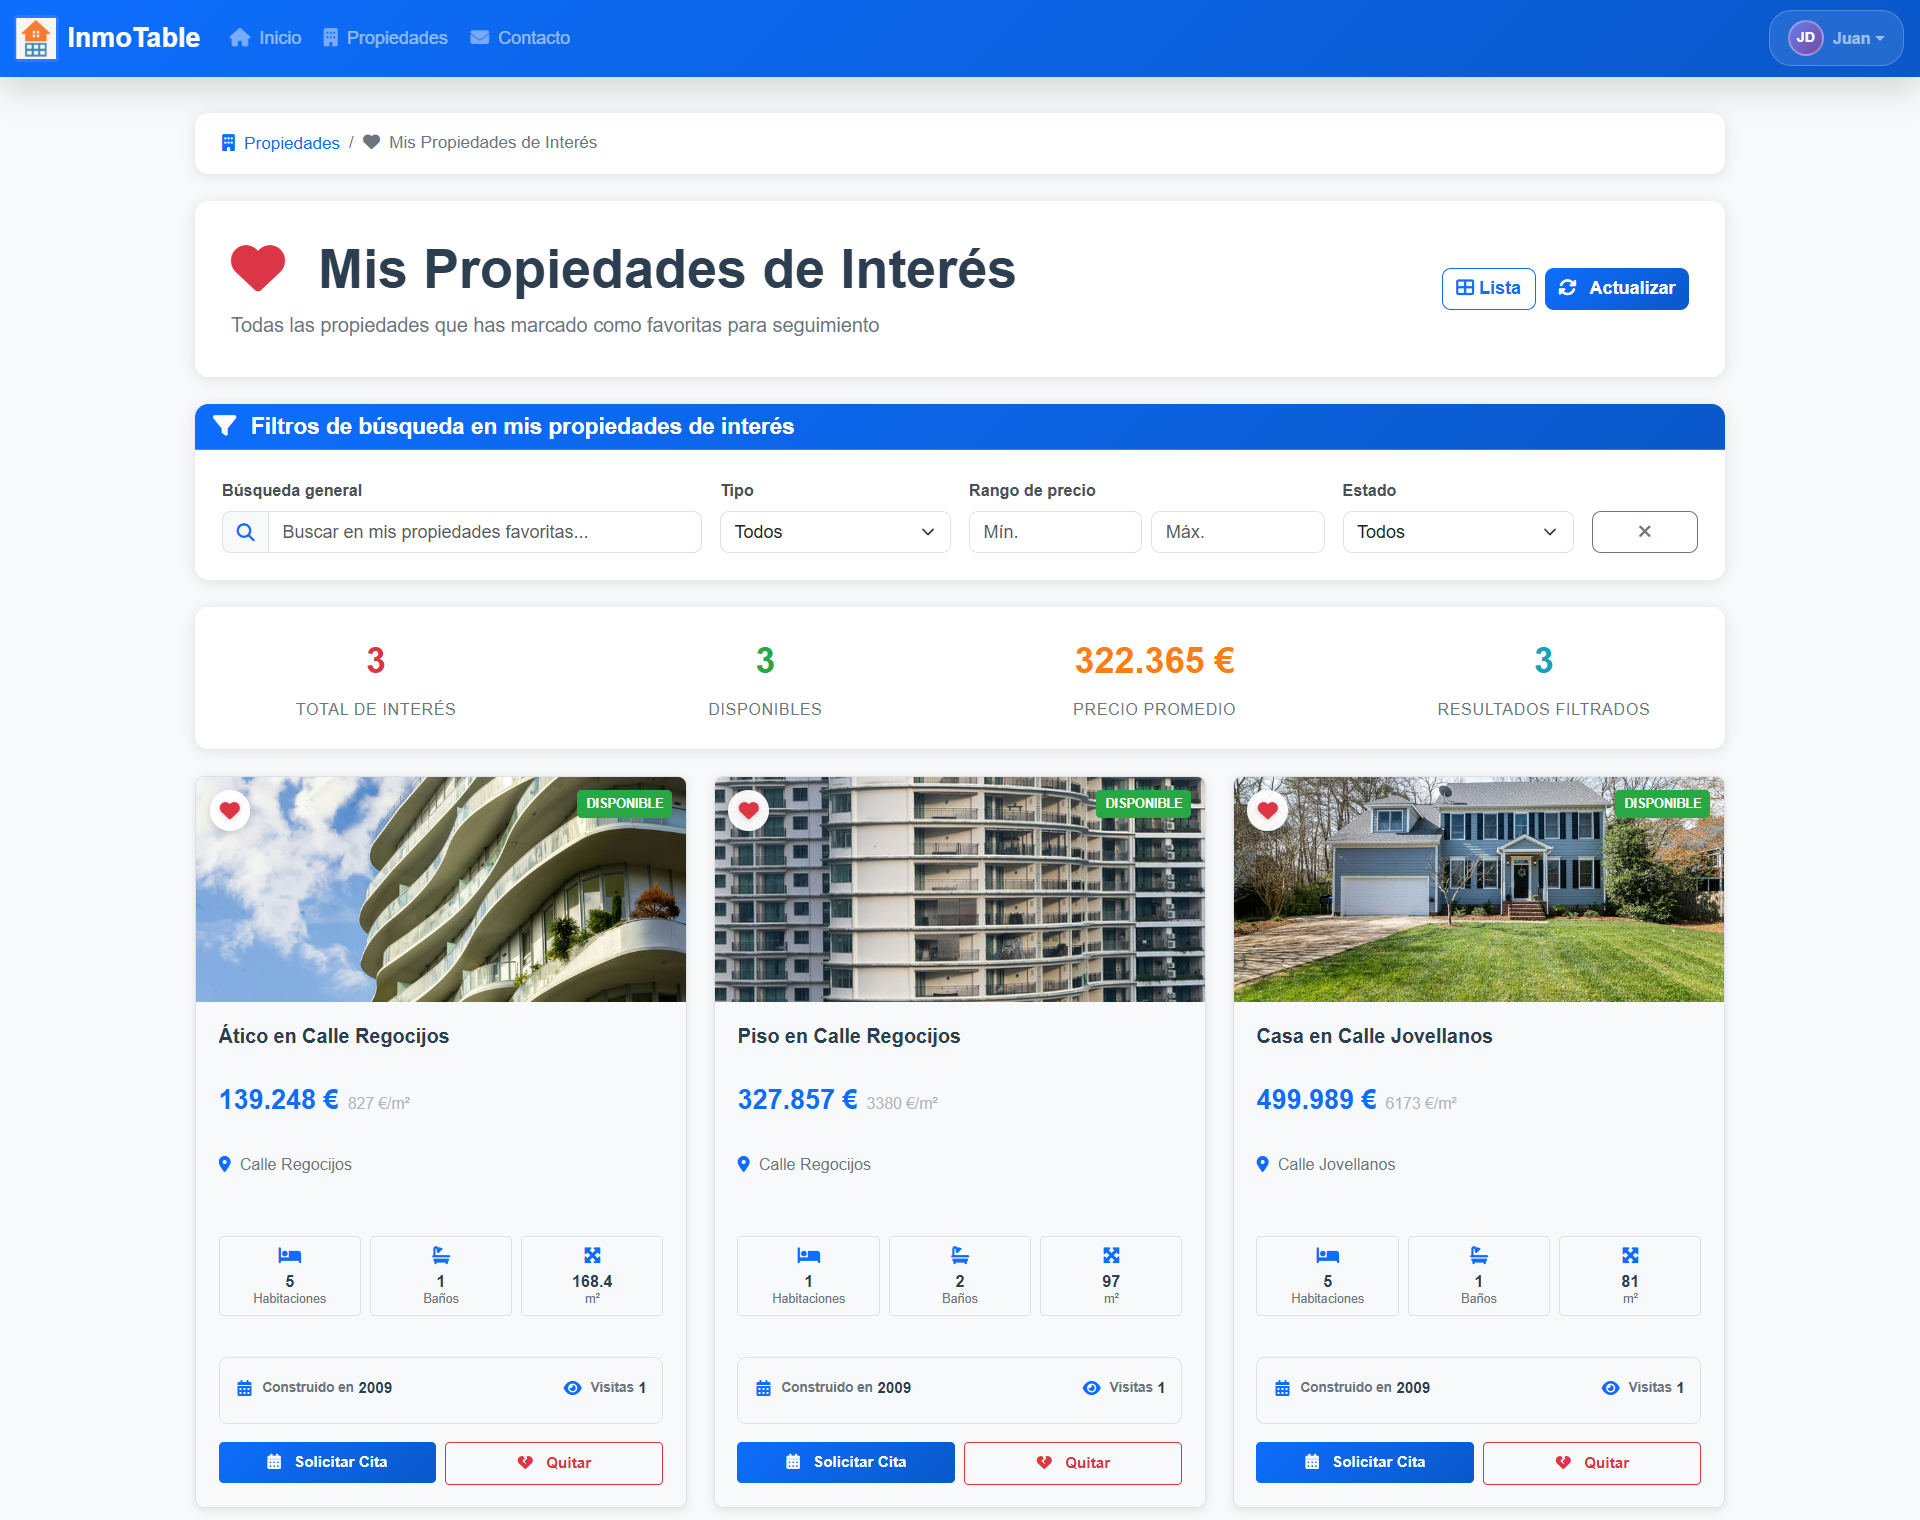 InmoTable Inicio Propiedades Contacto JD Juan
Propiedades / Mis Propiedades de Interés
Mis Propiedades de Interés
Todas las propiedades que has marcado como favoritas para seguimiento
Lista Actualizar
Filtros de búsqueda en mis propiedades de interés
Búsqueda general Tipo Rango de precio Estado
Buscar en mis propiedades favoritas... Todos Mín. Máx. Todos
3 3 322.365 € 3
TOTAL DE INTERÉS DISPONIBLES PRECIO PROMEDIO RESULTADOS FILTRADOS
DISPONIBLE DISPONIBLE DISPONIBLE
Ático en Calle Regocijos Piso en Calle Regocijos Casa en Calle Jovellanos
139.248 € 827 €/m² 327.857 € 3380 €/m² 499.989 € 6173 €/m²
Calle Regocijos Calle Regocijos Calle Jovellanos
5 1 168.4 1 2 97 5 1 81
Habitaciones Baños m² Habitaciones Baños m² Habitaciones Baños m²
Construido en 2009 Visitas 1 Construido en 2009 Visitas 1 Construido en 2009 Visitas 1
Solicitar Cita Quitar Solicitar Cita Quitar Solicitar Cita Quitar